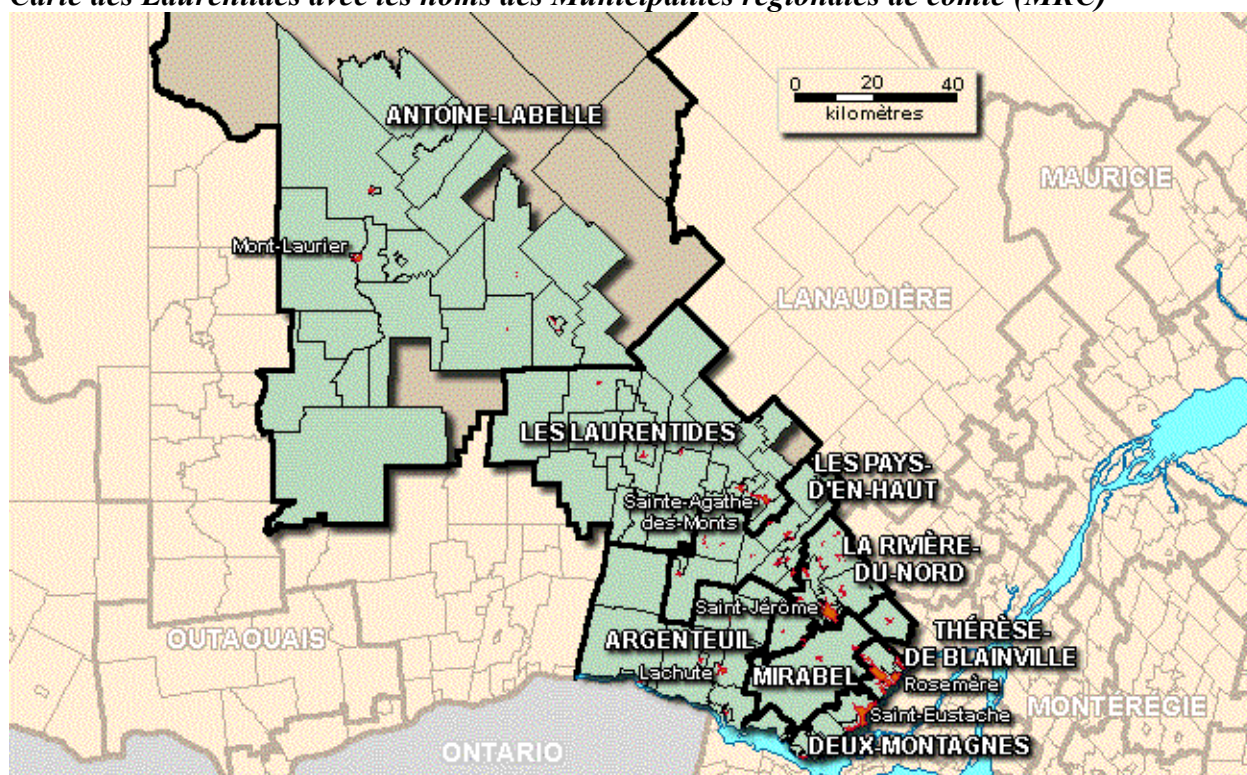 Carte des Laurentides avec les noms des Municipalités régionales de comté (MRC)
0 20 40
kilomètres
ANTOINE-LABELLE
MAURICIE
Mont-Laurier
LANAUDIÈRE
LES LAURENTIDES
LES PAYS-
D'EN-HAUT
Sainte-Agathe-
des-Monts
LA RIVIÈRE-
DU-NORD
Saint-Jérôme
OUTAOUAIS
ARGENTEUIL
THÉRÈSE-
DE BLAINVILLE
Lachute
MIRABEL
Rosemère
MONTÉRÉGIE
Saint-Eustache
ONTARIO
DEUX-MONTAGNES